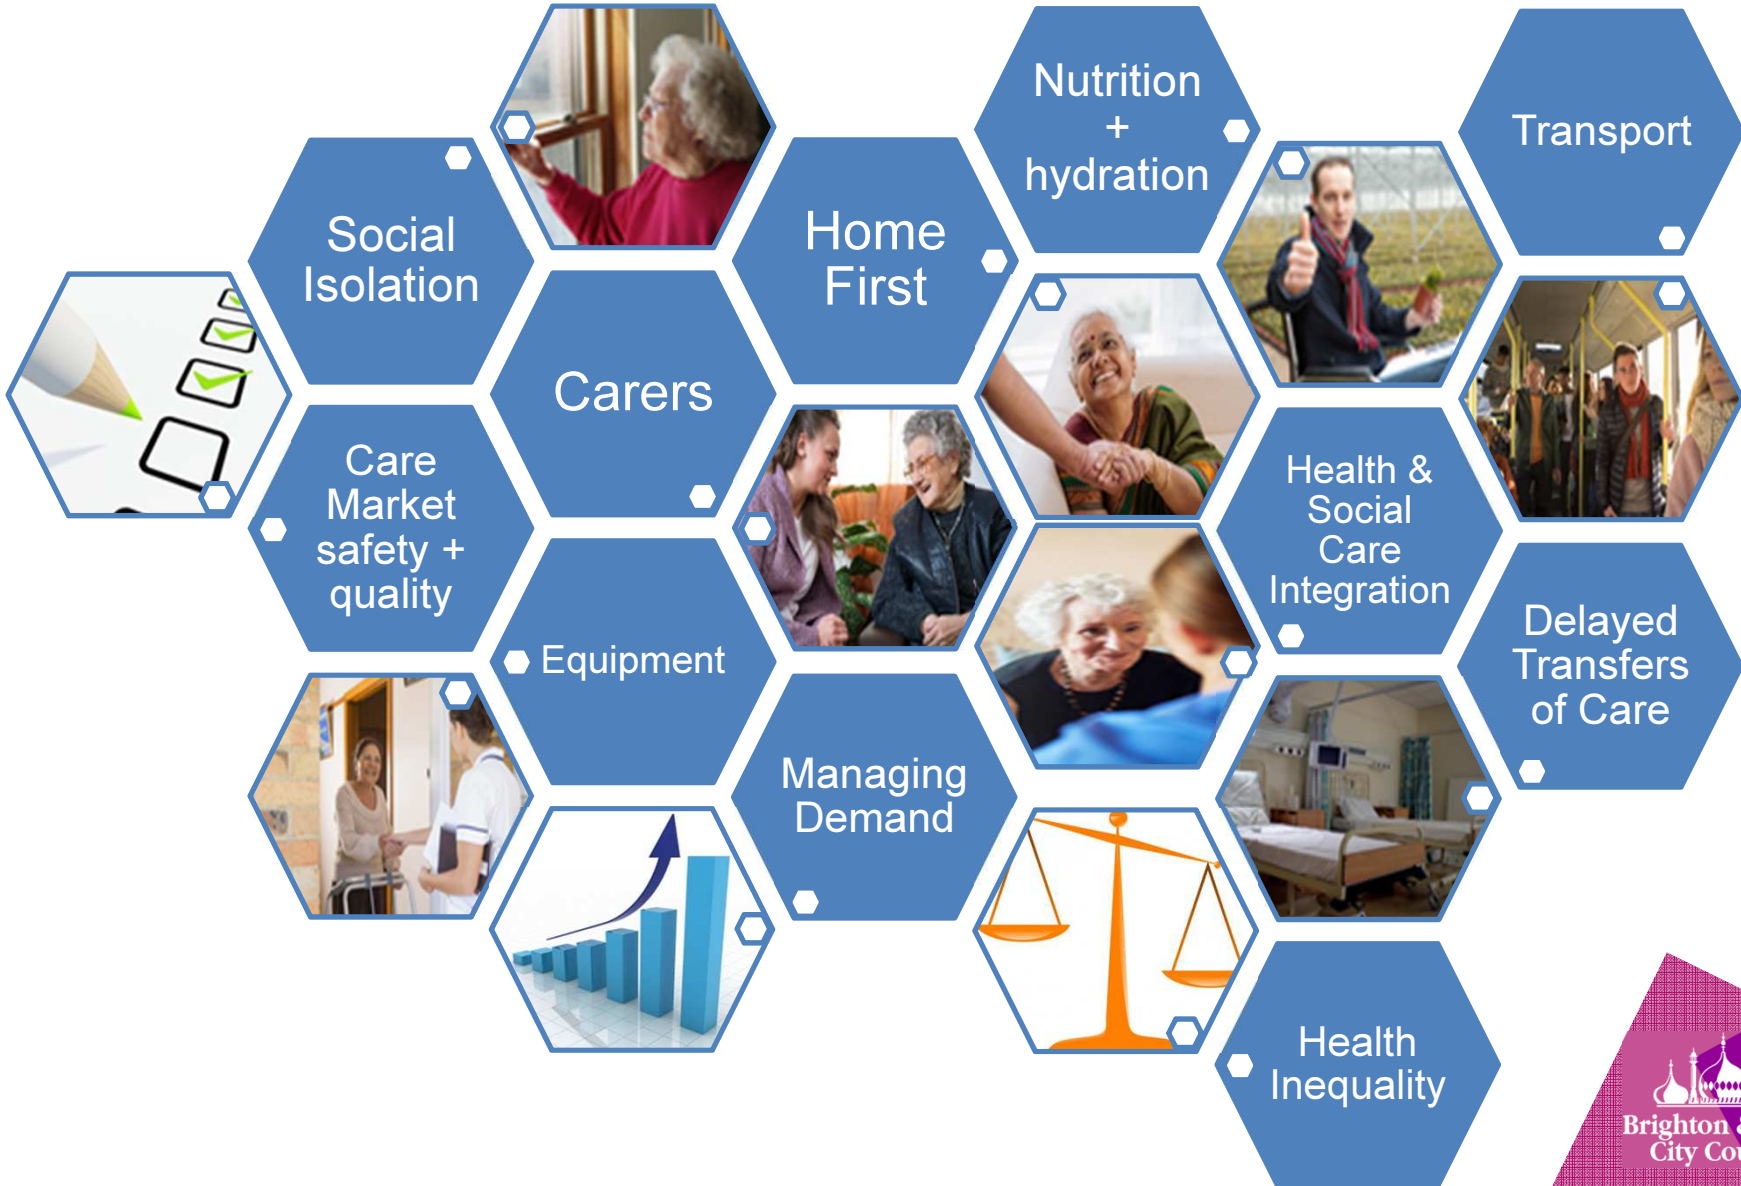 Nutrition
+
hydration
Transport
Social
Isolation
Home
First
Carers
Care
Market
safety +
quality
Health &
Social
Care
Integration
Equipment
Delayed
Transfers
of Care
Managing
Demand
Health
Inequality
Brighton
City